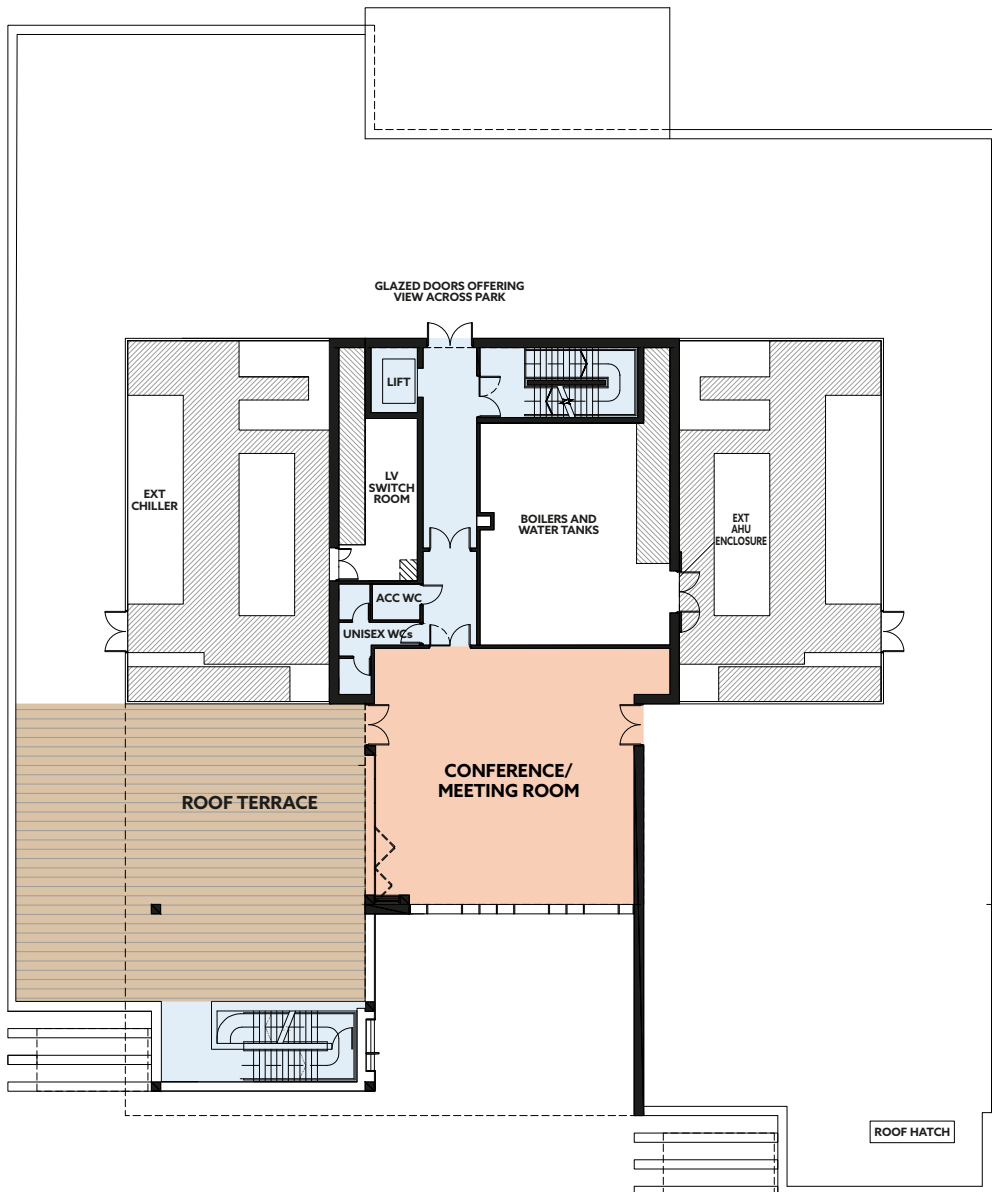 GLAZED DOORS OFFERING
VIEW ACROSS PARK
LIFT
LV
SWITCH
ROOM
EXT
CHILLER
BOILERS AND
WATER TANKS
EXT
AHU
ENCLOSURE
ACC WC
UNISEX WCs
CONFERENCE/
MEETING ROOM
ROOF TERRACE
ROOF HATCH